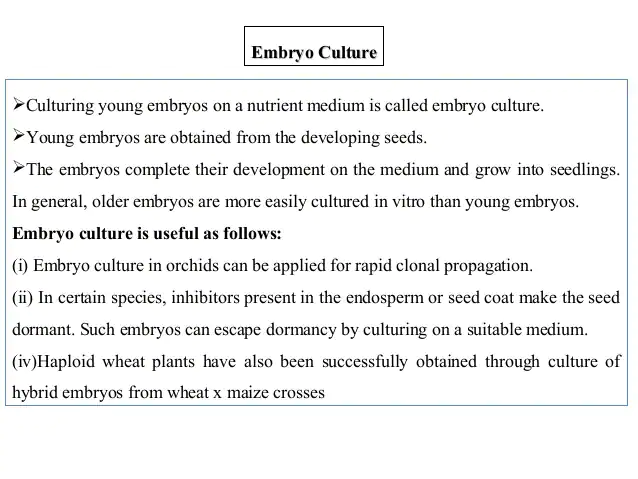 Embryo Culture
➢Culturing young embryos on a nutrient medium is called embryo culture.
➢Young embryos are obtained from the developing seeds.
➢The embryos complete their development on the medium and grow into seedlings.
In general, older embryos are more easily cultured in vitro than young embryos.
Embryo culture is useful as follows:
(i) Embryo culture in orchids can be applied for rapid clonal propagation.
(ii) In certain species, inhibitors present in the endosperm or seed coat make the seed
dormant. Such embryos can escape dormancy by culturing on a suitable medium.
(iv)Haploid wheat plants have also been successfully obtained through culture of
hybrid embryos from wheat x maize crosses